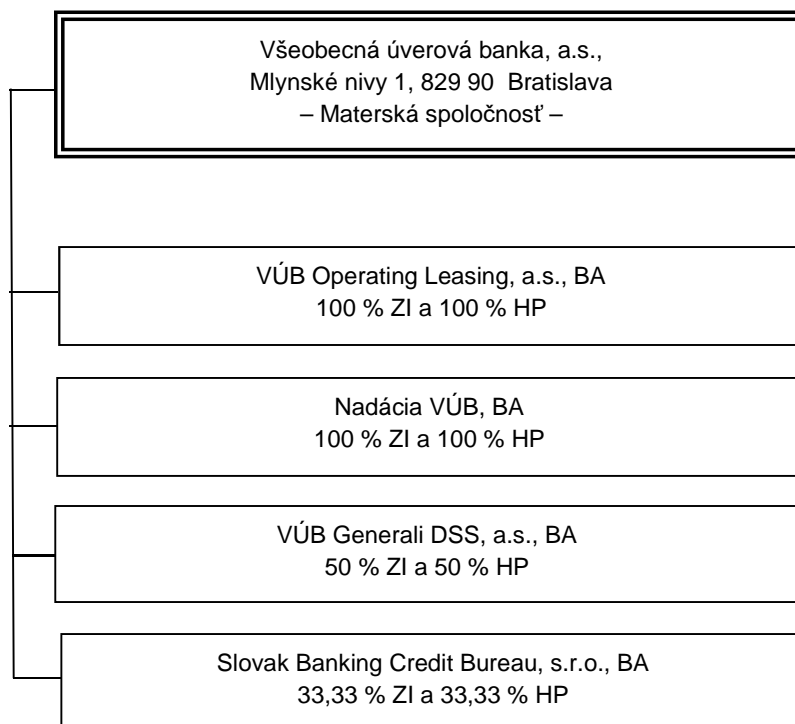 Všeobecná úverová banka, a.s.,
Mlynské nivy 1, 829 90  Bratislava
– Materská spoločnosť –
VÚB Operating Leasing, a.s., BA
100 % ZI a 100 % HP
Nadácia VÚB, BA
100 % ZI a 100 % HP
VÚB Generali DSS, a.s., BA
50 % ZI a 50 % HP
Slovak Banking Credit Bureau, s.r.o., BA
33,33 % ZI a 33,33 % HP